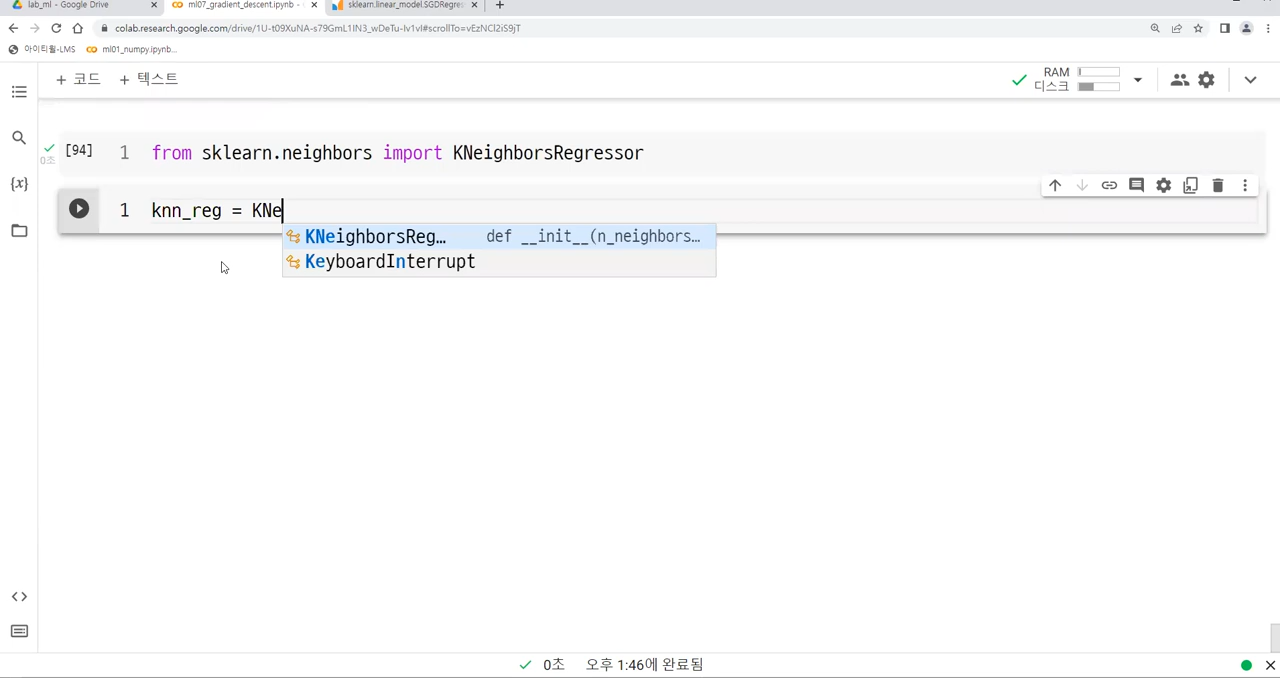 lab_ml - Google Drive
ml07_gradient_descent.ipynb -
sklearn.linear_model.SGDRegre
colab.research.google.com/drive/1U-t09XuNA-s79GmL1IN3_wDeTu-Iv1vI#scrollTo=vEzNCl2iS9jT
아이티윌-LMS
ml01_numpy.ipynb...
+ 코드 + 텍스트
RAM
디스크
[94] 1 from sklearn.neighbors import KNeighborsRegressor
0초
{x}
1 knn_reg = KNe
KNeighborsReg… def __init__(n_neighbors…
KeyboardInterrupt
0초 오후 1:46에 완료됨